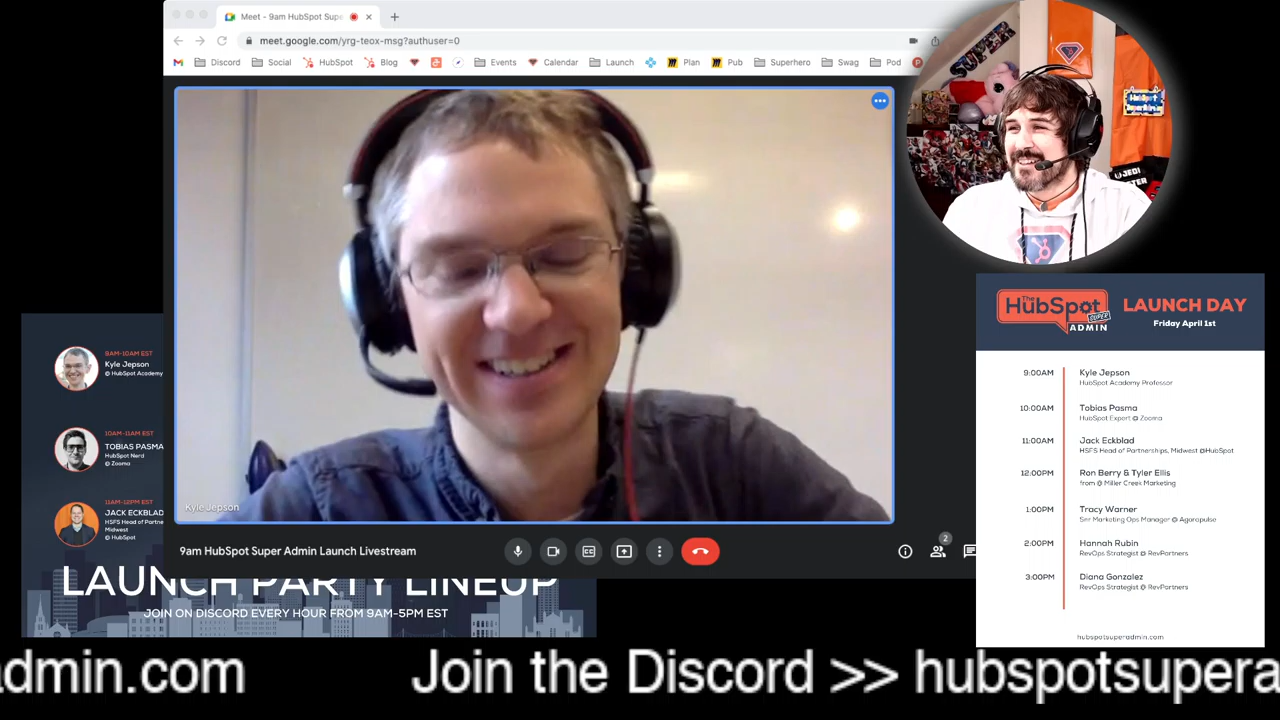 Meet - 9am HubSpot Supe
meet.google.com/yrg-teox-msg?authuser=0
Discord
Social
HubSpot
Blog
Events
Calendar
Launch
Plan
Pub
Superhero
Swag
Pod
Kyle Jepson
9am HubSpot Super Admin Launch Livestream
2
9AM-10AM EST
Kyle Jepson
@ HubSpot Academy
10AM-11AM EST
TOBIAS PASMA
HubSpot Nerd
@ Zooma
11AM-12PM EST
JACK ECKBLAD
HSFS Head of Partne
Midwest
@ HubSpot
LAUNCH PARTY LINEUP
JOIN ON DISCORD EVERY HOUR FROM 9AM-5PM EST
HubSpot
JEDI
The
HubSpot
SUPER
ADMIN
LAUNCH DAY
Friday April 1st
9:00AM Kyle Jepson
HubSpot Academy Professor
10:00AM Tobias Pasma
HubSpot Expert @ Zooma
11:00AM Jack Eckblad
HSFS Head of Partnerships, Midwest @HubSpot
12:00PM Ron Berry & Tyler Ellis
from @ Miller Creek Marketing
1:00PM Tracy Warner
Snr Marketing Ops Manager @ Agorapulse
2:00PM Hannah Rubin
RevOps Strategist @ RevPartners
3:00PM Diana Gonzalez
RevOps Strategist @ RevPartners
hubspotsuperadmin.com
dmin.com Join the Discord >> hubspotsupera